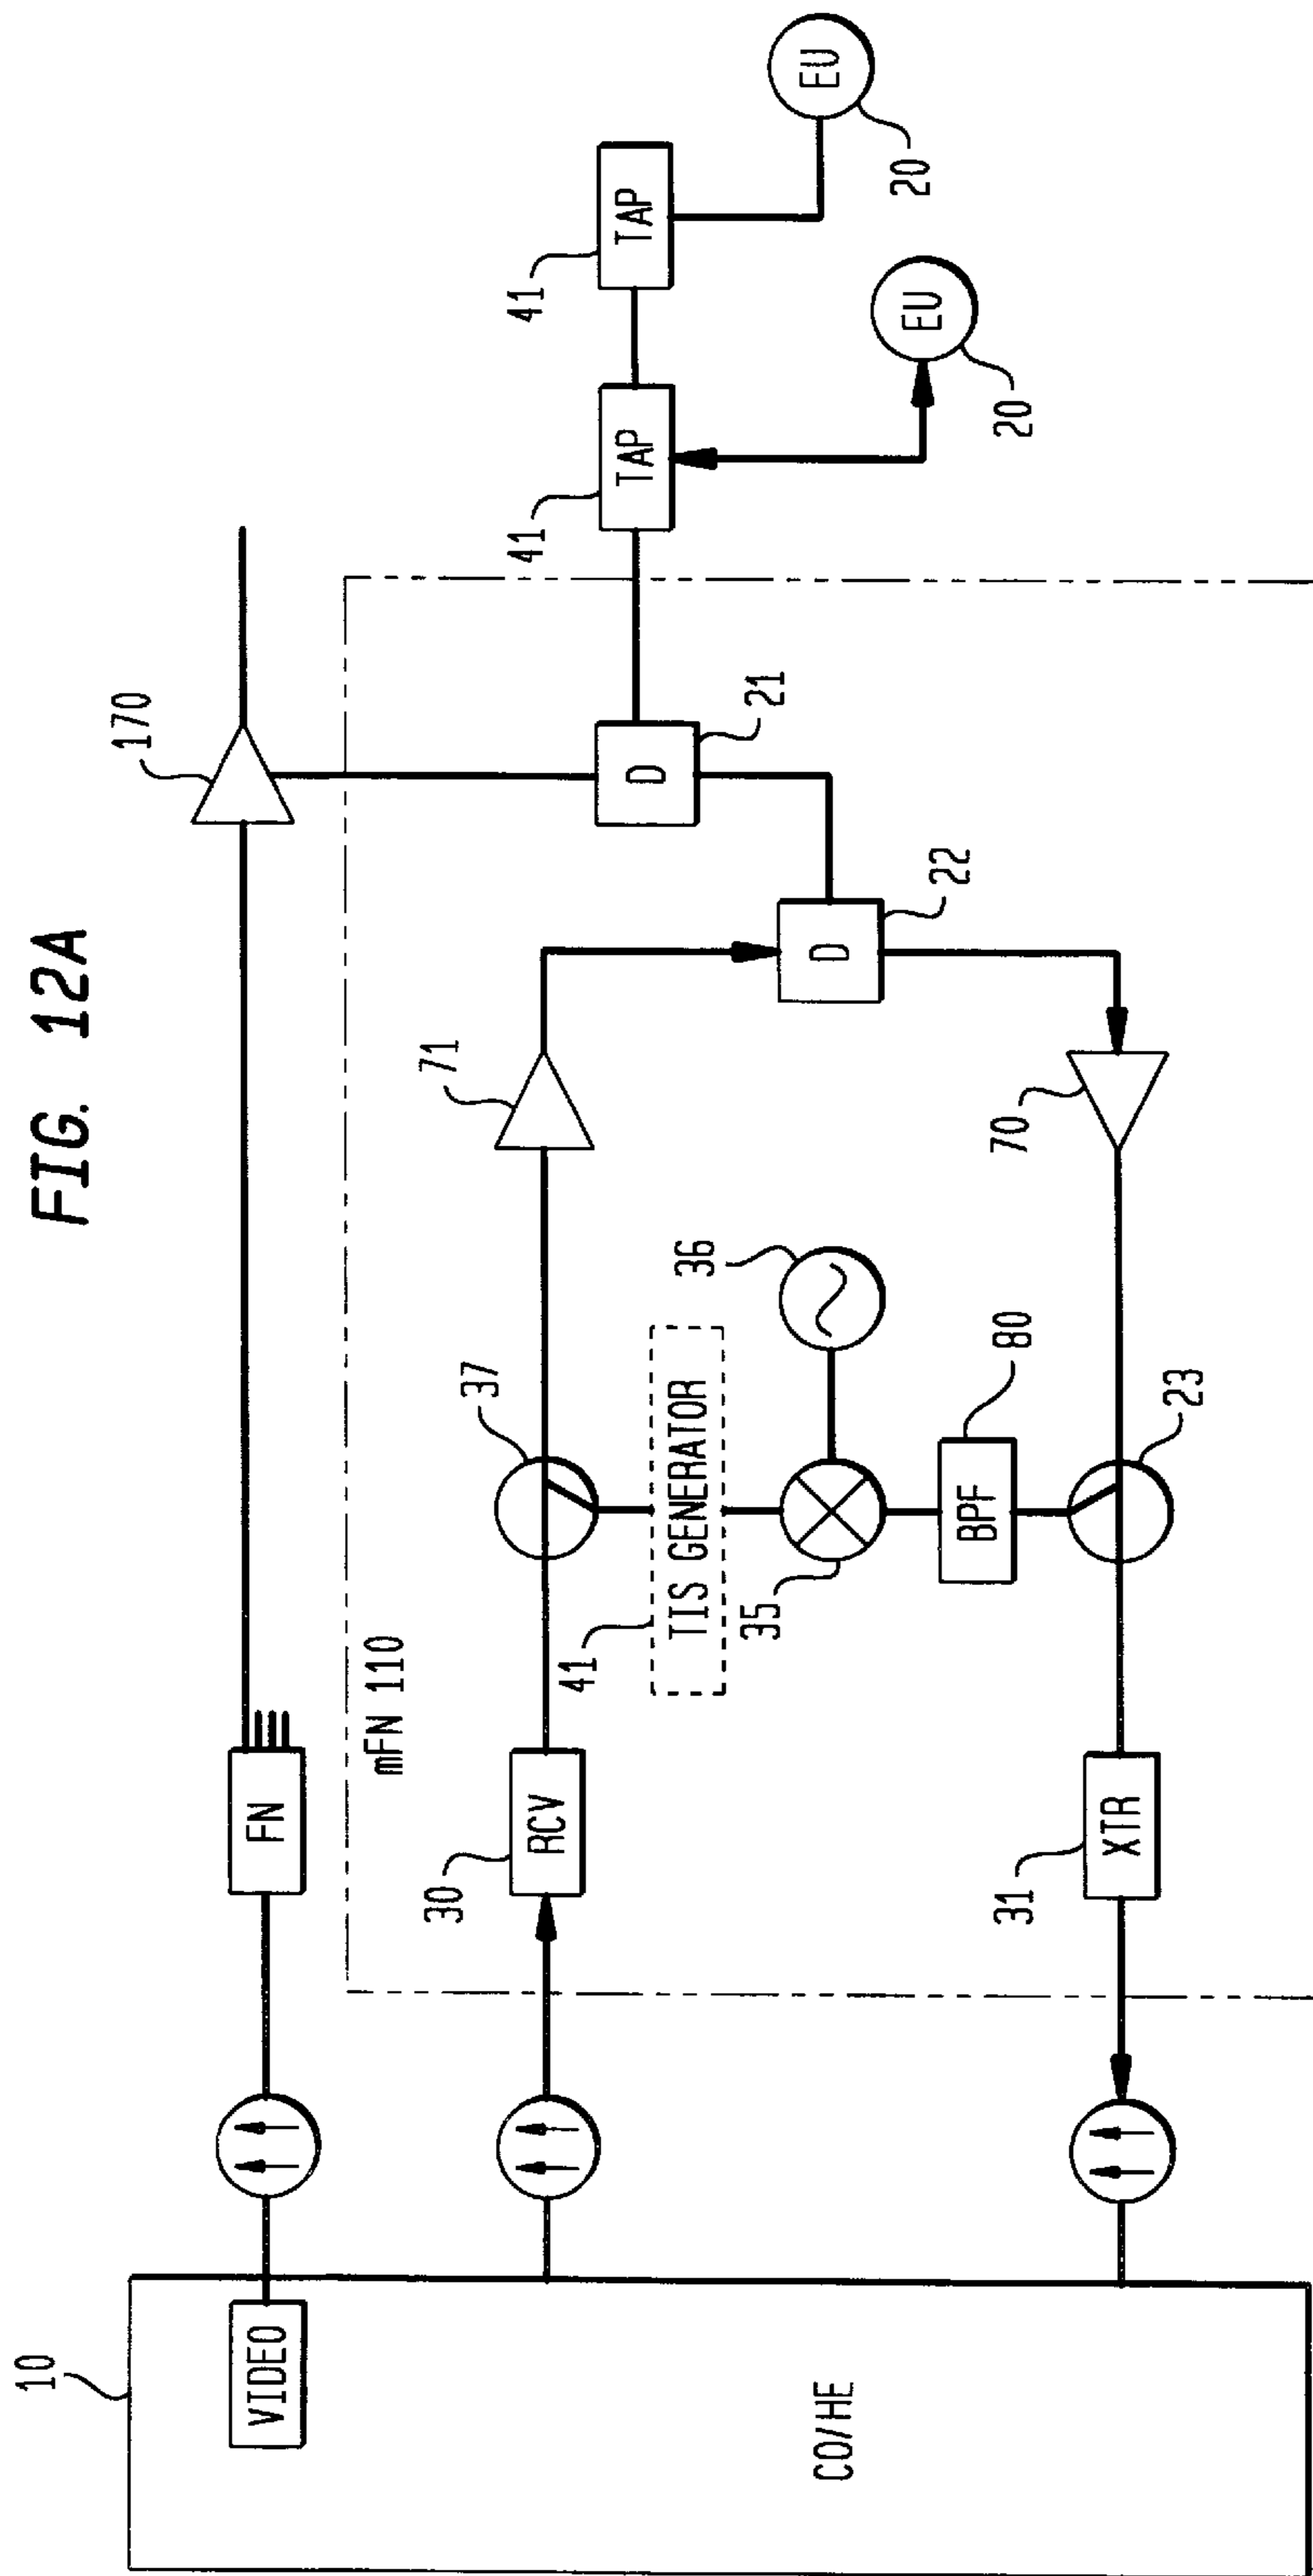 FIG. 12A
10
VIDEO
CO/HE
FN
170
mFN 110
30
RCV
37
71
41
TIS GENERATOR
36
35
BPF
80
31
XTR
23
70
D
22
D
21
41
TAP
41
TAP
EU
20
EU
20